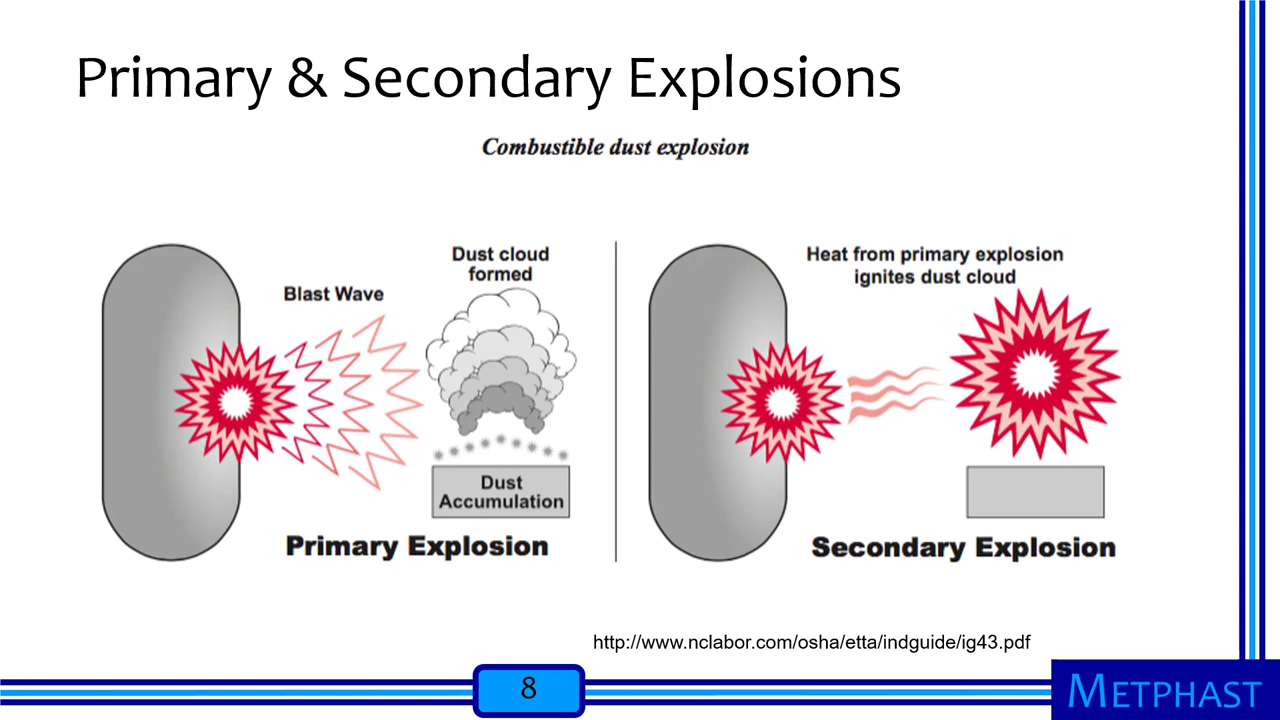 Primary & Secondary Explosions
Combustible dust explosion
Blast Wave
Dust cloud
formed
Dust
Accumulation
Primary Explosion
Heat from primary explosion
ignites dust cloud
Secondary Explosion
http://www.nclabor.com/osha/etta/indguide/ig43.pdf
8
METPHAST